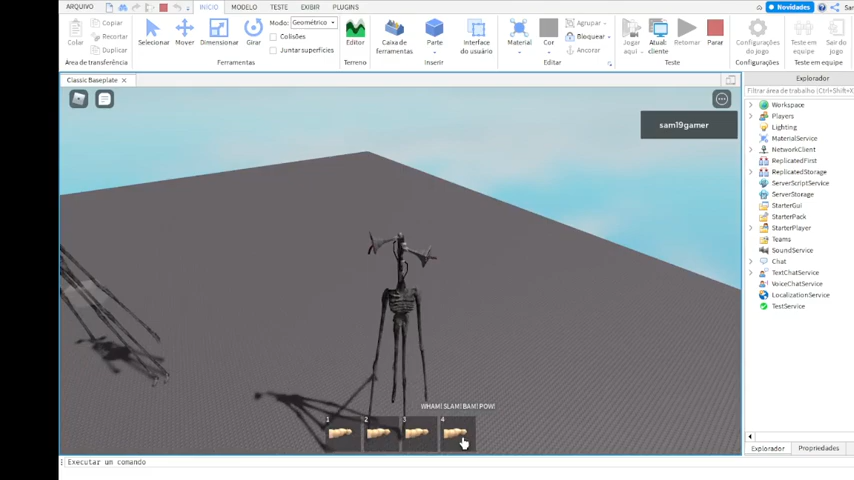 ARQUIVO
INÍCIO
MODELO
TESTE
EXIBIR
PLUGINS
Novidades
Colar
Copiar
Recortar
Duplicar
Área de transferência
Selecionar
Mover
Dimensionar
Girar
Ferramentas
Modo:
Geométrico
Colisões
Juntar superfícies
Editor
Terreno
Caixa de
ferramentas
Parte
Interface
do usuário
Inserir
Material
Cor
Agrupar
Bloquear
Ancorar
Editar
Jogar
aqui
Atual:
cliente
Retomar
Parar
Teste
Configurações
do jogo
Configurações
Teste em
equipe
Sair do
jogo
Teste em equipe
Classic Baseplate
sam19gamer
WHAM! SLAM! BAM! POW!
1
2
3
4
Explorador
Filtrar área de trabalho (Ctrl+Shift+X)
Workspace
Players
Lighting
MaterialService
NetworkClient
ReplicatedFirst
ReplicatedStorage
ServerScriptService
ServerStorage
StarterGui
StarterPack
StarterPlayer
Teams
SoundService
Chat
TextChatService
VoiceChatService
LocalizationService
TestService
Explorador
Propriedades
Executar um comando